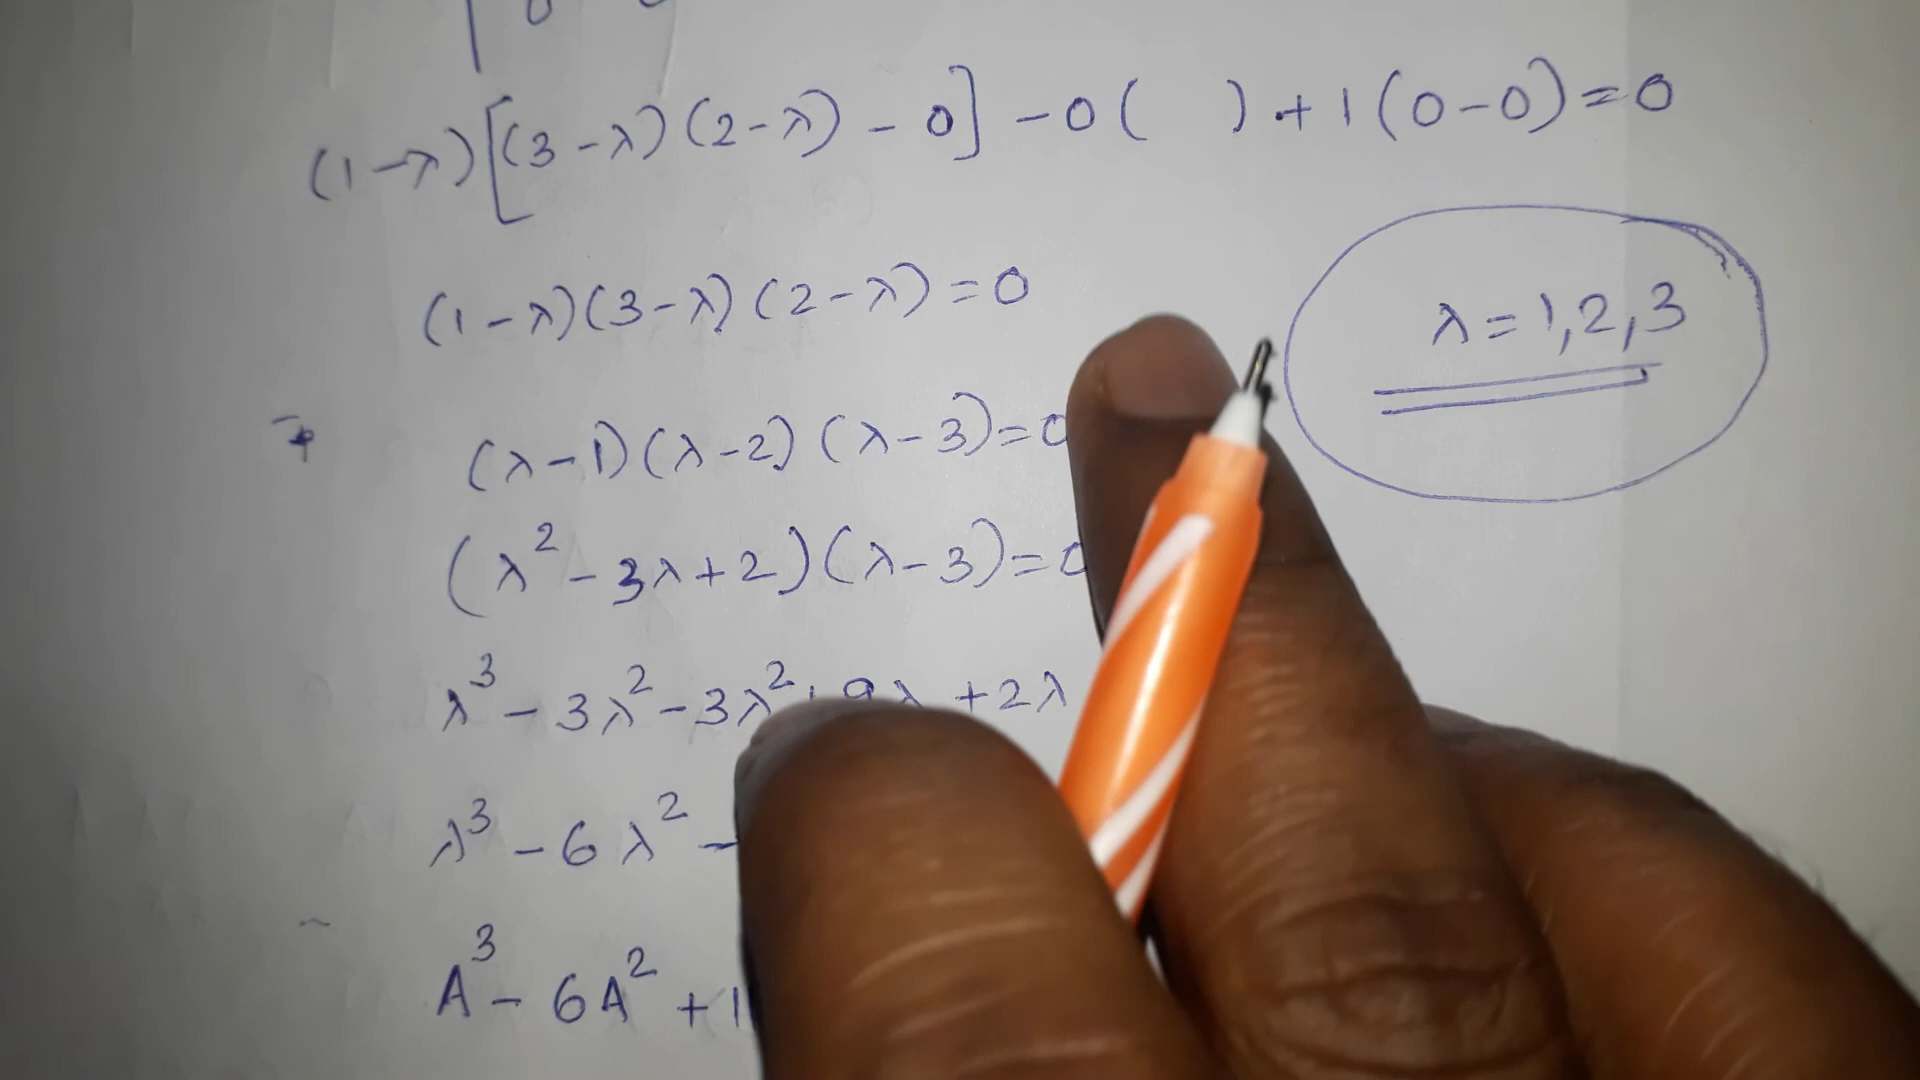 (1-λ)[(3-λ)(2-λ) - 0] - 0( ) + 1(0-0) = 0
(1-λ)(3-λ)(2-λ) = 0
λ = 1,2,3
⇒ (λ-1)(λ-2)(λ-3) = 0
(λ² - 3λ + 2)(λ-3) = 0
λ³ - 3λ² - 3λ² + 9λ + 2λ
λ³ - 6λ² -
A³ - 6A² + 1